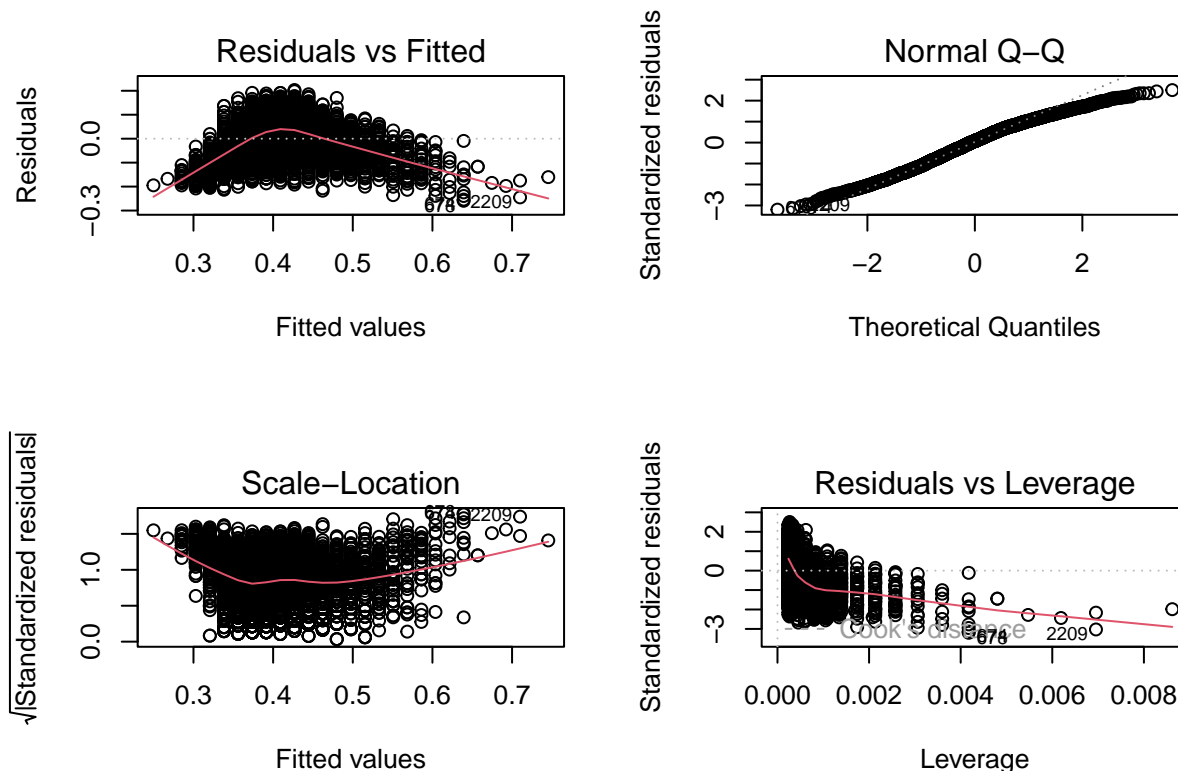 Residuals vs Fitted
Residuals
0.0
−0.3
0.3 0.4 0.5 0.6 0.7
Fitted values
2209
678
Normal Q−Q
Standardized residuals
2
0
−3
−2 0 2
Theoretical Quantiles
2209
Scale−Location
√|Standardized residuals|
1.0
0.0
0.3 0.4 0.5 0.6 0.7
Fitted values
2209
Residuals vs Leverage
Standardized residuals
2
0
−3
0.000 0.002 0.004 0.006 0.008
Leverage
Cook's distance
2209